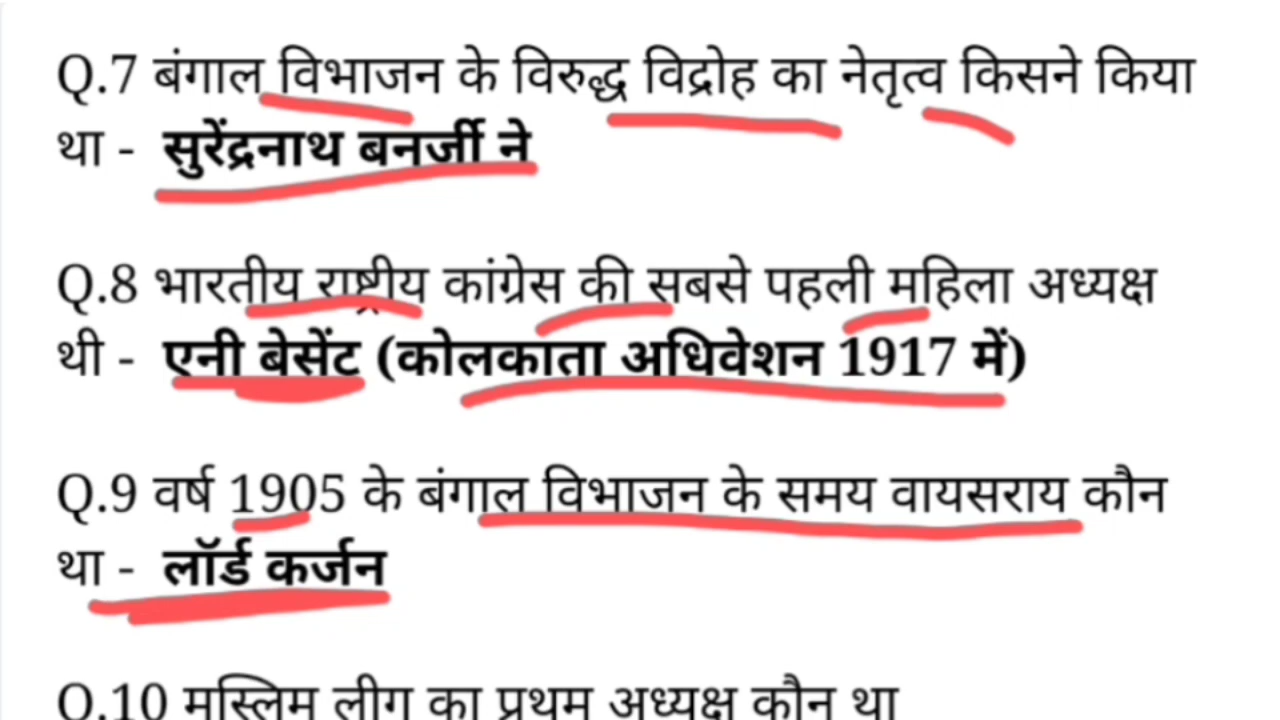 Q.7 बंगाल विभाजन के विरुद्ध विद्रोह का नेतृत्व किसने किया
था - सुरेंद्रनाथ बनर्जी ने
Q.8 भारतीय राष्ट्रीय कांग्रेस की सबसे पहली महिला अध्यक्ष
थी - एनी बेसेंट (कोलकाता अधिवेशन 1917 में)
Q.9 वर्ष 1905 के बंगाल विभाजन के समय वायसराय कौन
था - लॉर्ड कर्जन
Q.10 मुस्लिम लीग का प्रथम अध्यक्ष कौन था